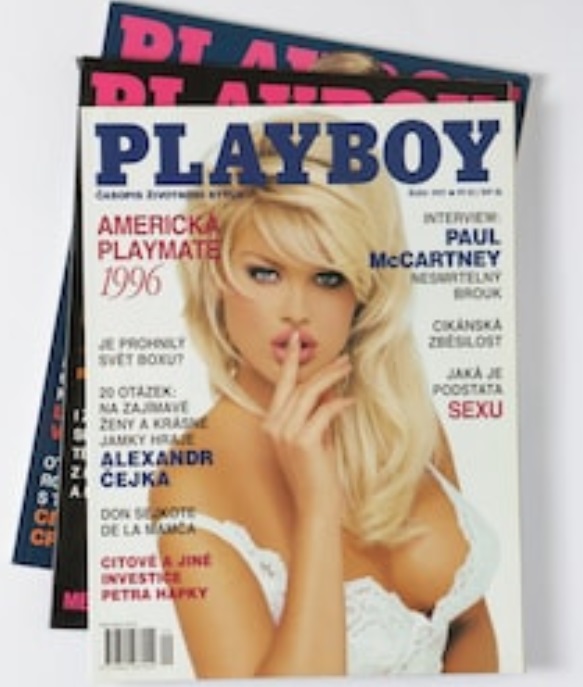 PLAYBOY
ČASOPIS ŽIVOTNÍHO STYLU
AMERICKÁ
PLAYMATE
1996
JE PROHNILÝ
SVĚT BOXU?
20 OTÁZEK:
NA ZAJÍMAVÉ
ŽENY A KRÁSNÉ
JAMKY HRAJE
ALEXANDR
ČEJKA
DON
DE LA MANCA
CITOVÉ A JINÉ
INVESTICE
PETRA HAPKY
INTERVIEW:
PAUL
McCARTNEY
NESMRTELNÝ
BROUK
CIKÁNSKÁ
ZBĚSILOST
JAKÁ JE
PODSTATA
SEXU